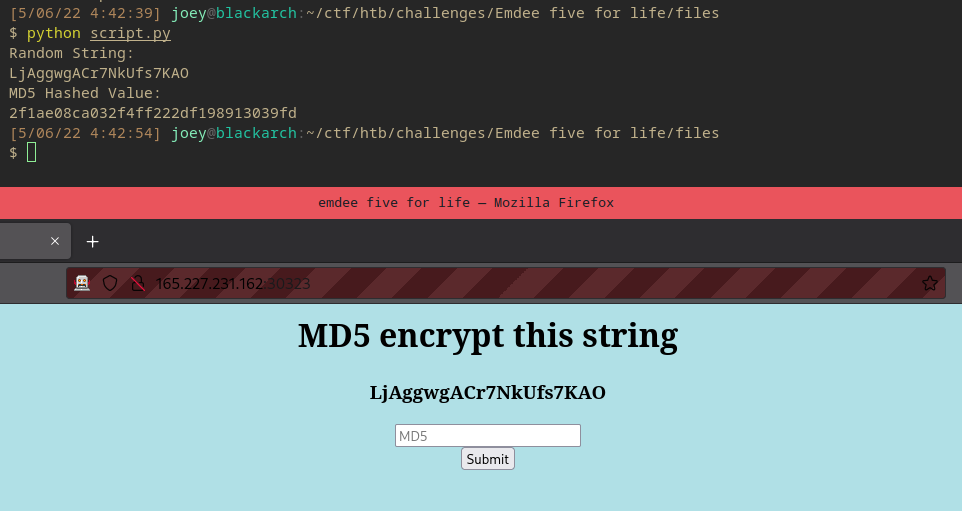 [5/06/22 4:42:39] joey@blackarch:~/ctf/htb/challenges/Emdee five for life/files
$ python script.py
Random String:
LjAggwgACr7NkUfs7KAO
MD5 Hashed Value:
2f1ae08ca032f4ff222df198913039fd
[5/06/22 4:42:54] joey@blackarch:~/ctf/htb/challenges/Emdee five for life/files
$
emdee five for life — Mozilla Firefox
165.227.231.162:30323
MD5 encrypt this string
LjAggwgACr7NkUfs7KAO
MD5
Submit